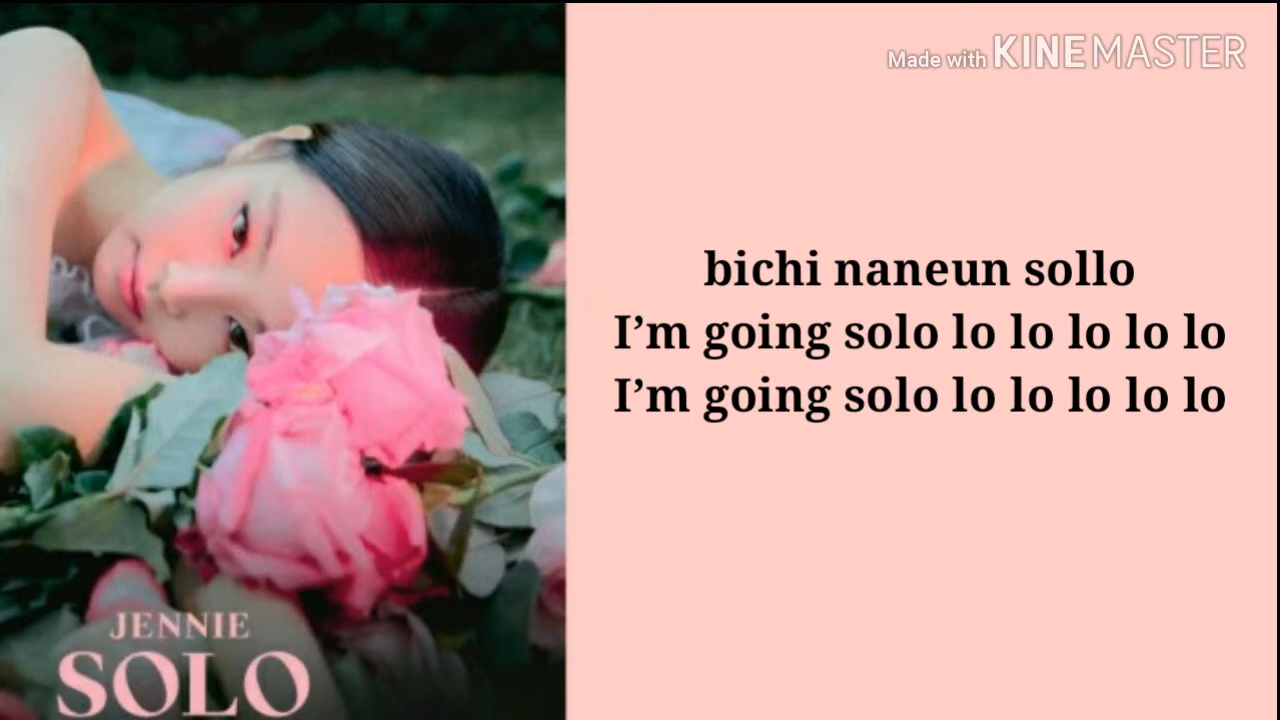 Made with KINEMASTER
bichi naneun sollo
I’m going solo lo lo lo lo lo
I’m going solo lo lo lo lo lo
JENNIE
SOLO